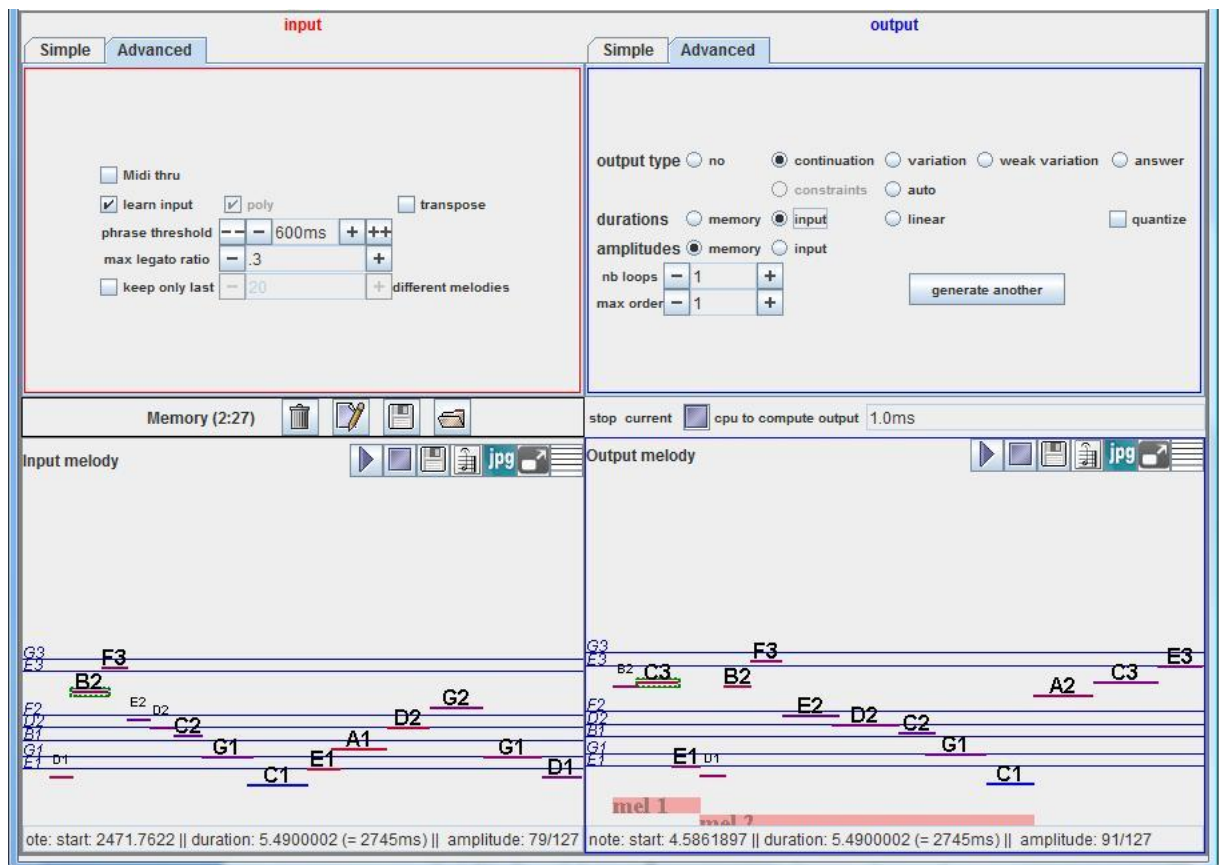 input
Simple Advanced
Midi thru
learn input poly transpose
phrase threshold -- - 600ms + ++
max legato ratio - .3 +
keep only last - 20 + different melodies
Memory (2:27)
Input melody jpg
G3
E3
F3
B2
E2 D2
C2
G2
D2
F2
D2
B1
G1
A1
G1
G1
E1
D1
E1
C1
D1
ote: start: 2471.7622 || duration: 5.4900002 (= 2745ms) || amplitude: 79/127
output
Simple Advanced
output type no continuation variation weak variation answer
constraints auto
durations memory input linear quantize
amplitudes memory input
nb loops - 1 +
max order - 1 + generate another
stop current cpu to compute output 1.0ms
Output melody jpg
G3
E3
F3
E3
B2 C3
B2
C3
A2
F2
D2
B1
E2
D2
C2
G1
E1
G1
E1 D1
C1
mel 1
mel 2
note: start: 4.5861897 || duration: 5.4900002 (= 2745ms) || amplitude: 91/127